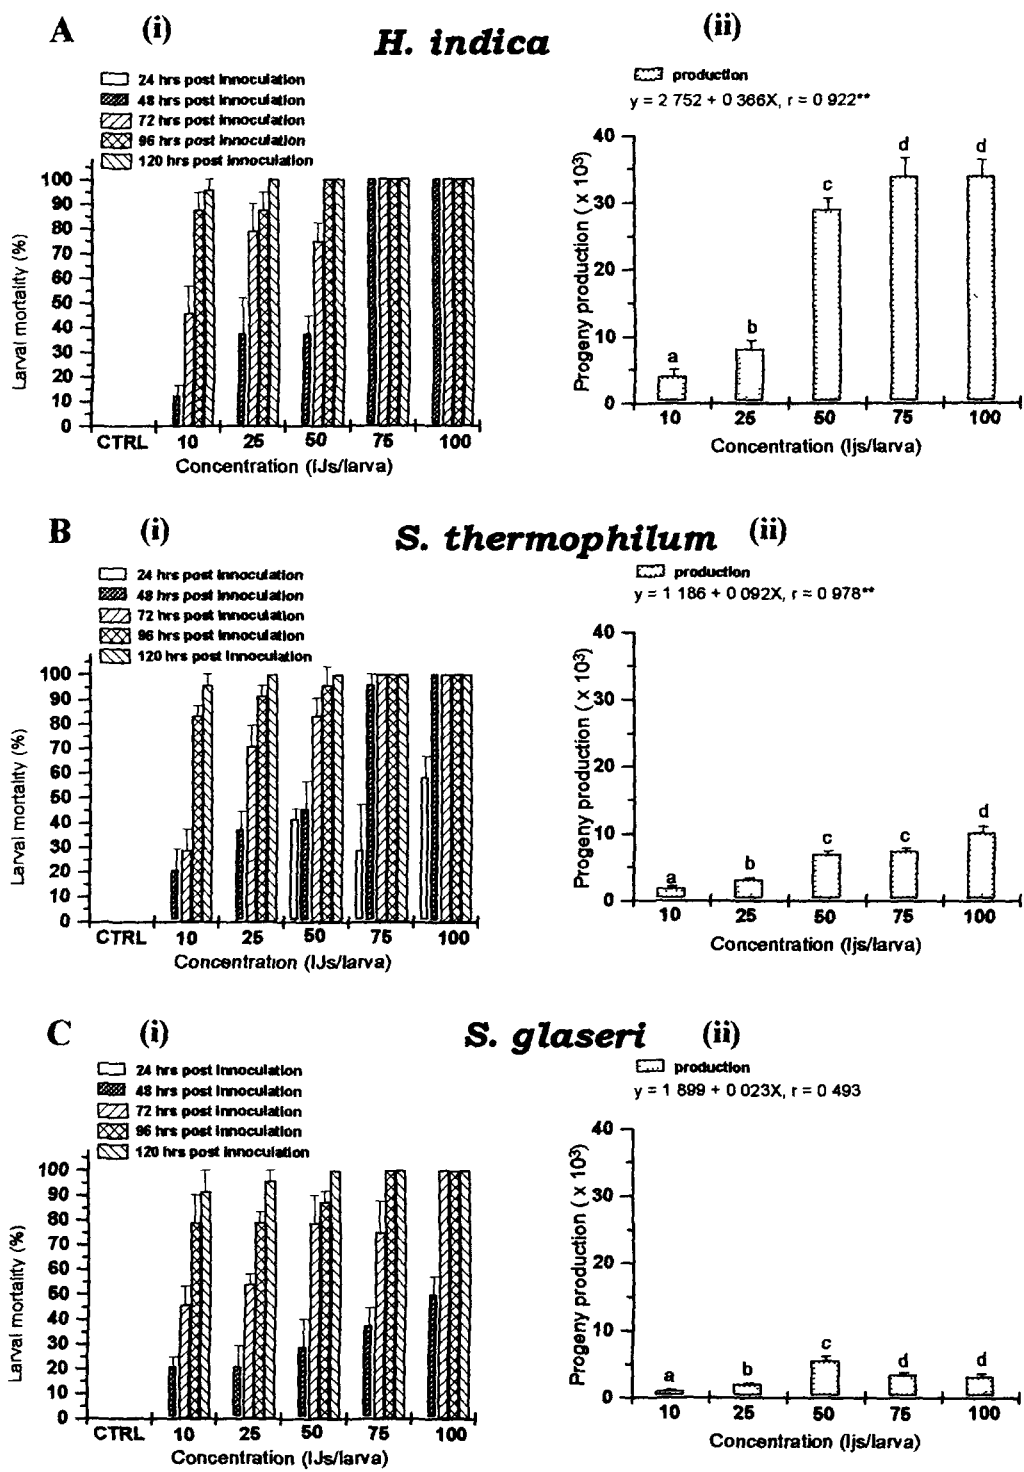 A (i) H. indica (ii)
24 hrs post Innoculation
48 hrs post Innoculation
72 hrs post Innoculation
96 hrs post Innoculation
120 hrs post Innoculation
Larval mortality (%)
100
90
80
70
60
50
40
30
20
10
0
CTRL 10 25 50 75 100
Concentration (IJs/larva)
production
y = 2 752 + 0 366X, r = 0 922**
Progeny production ( x 10³)
40
30
20
10
0
a b c d d
10 25 50 75 100
Concentration (Ijs/larva)
B (i) S. thermophilum (ii)
24 hrs post Innoculation
48 hrs post Innoculation
72 hrs post Innoculation
96 hrs post Innoculation
120 hrs post Innoculation
Larval mortality (%)
100
90
80
70
60
50
40
30
20
10
0
CTRL 10 25 50 75 100
Concentration (IJs/larva)
production
y = 1 186 + 0 092X, r = 0 978**
Progeny production ( x 10³)
40
30
20
10
0
a b c c d
10 25 50 75 100
Concentration (Ijs/larva)
C (i) S. glaseri (ii)
24 hrs post Innoculation
48 hrs post Innoculation
72 hrs post Innoculation
96 hrs post Innoculation
120 hrs post Innoculation
Larval mortality (%)
100
90
80
70
60
50
40
30
20
10
0
CTRL 10 25 50 75 100
Concentration (IJs/larva)
production
y = 1 899 + 0 023X, r = 0 493
Progeny production ( x 10³)
40
30
20
10
0
a b c d d
10 25 50 75 100
Concentration (Ijs/larva)